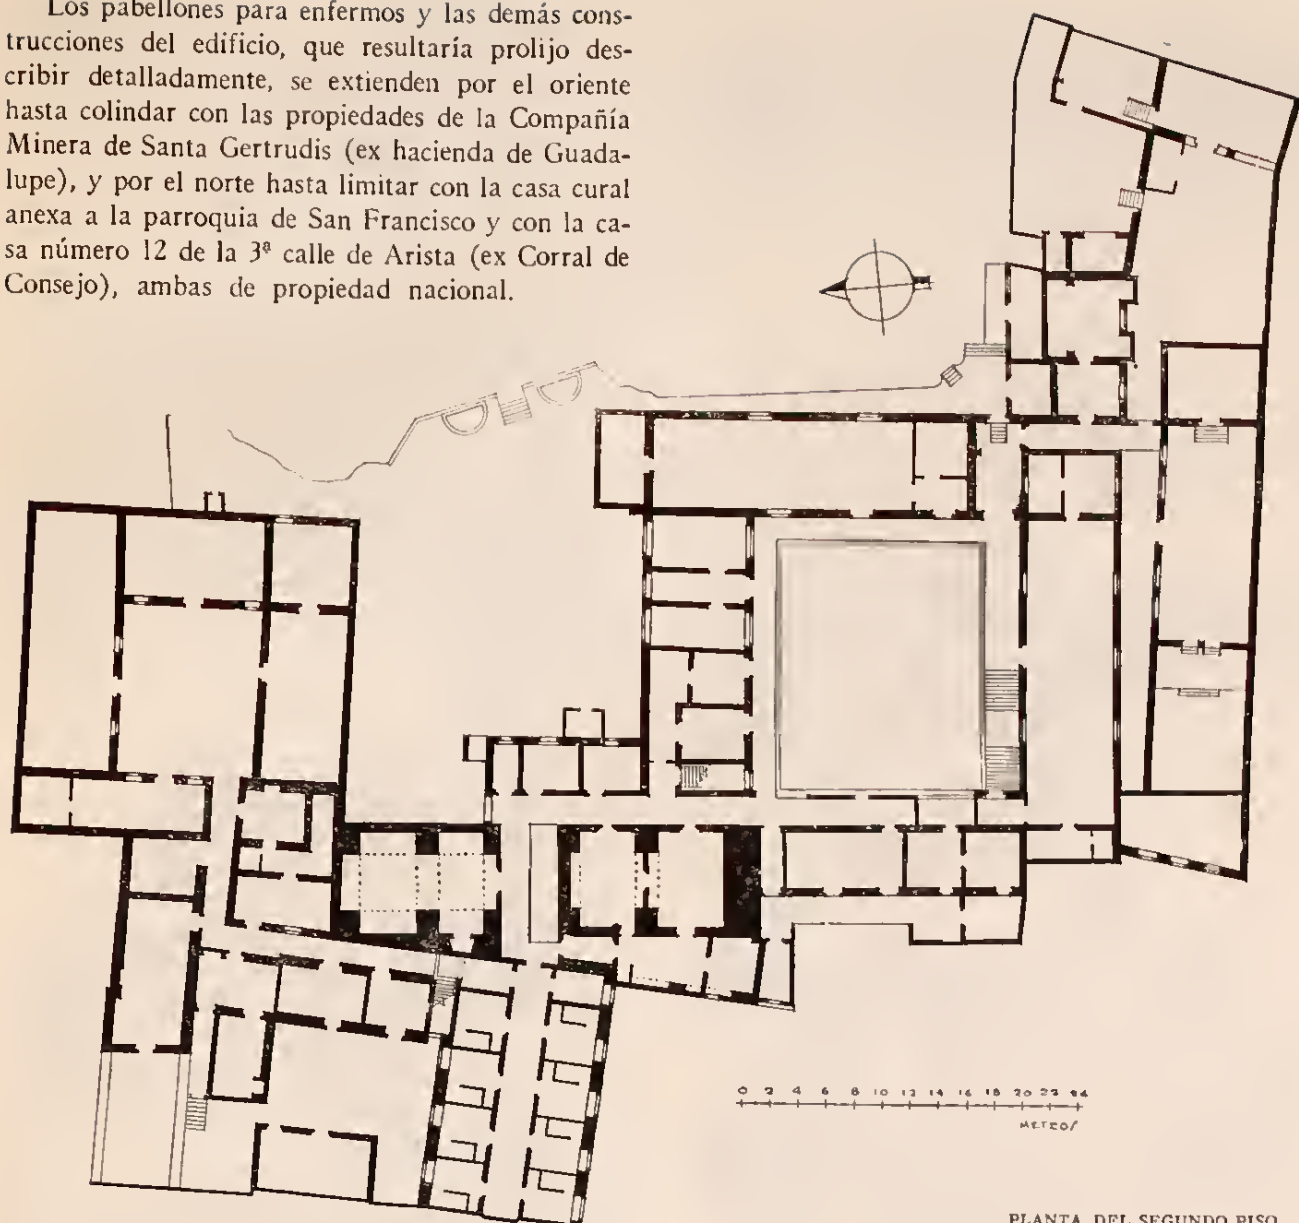 Los pabellones para enfermos y las demás cons-
trucciones del edificio, que resultaría prolijo des-
cribir detalladamente, se extienden por el oriente
hasta colindar con las propiedades de la Compañía
Minera de Santa Gertrudis (ex hacienda de Guada-
lupe), y por el norte hasta limitar con la casa cural
anexa a la parroquia de San Francisco y con la ca-
sa número 12 de la 3ª calle de Arista (ex Corral de
Consejo), ambas de propiedad nacional.
0 2 4 6 8 10 12 14 16 18 20 22 24
METROS
PLANTA DEL SEGUNDO PISO